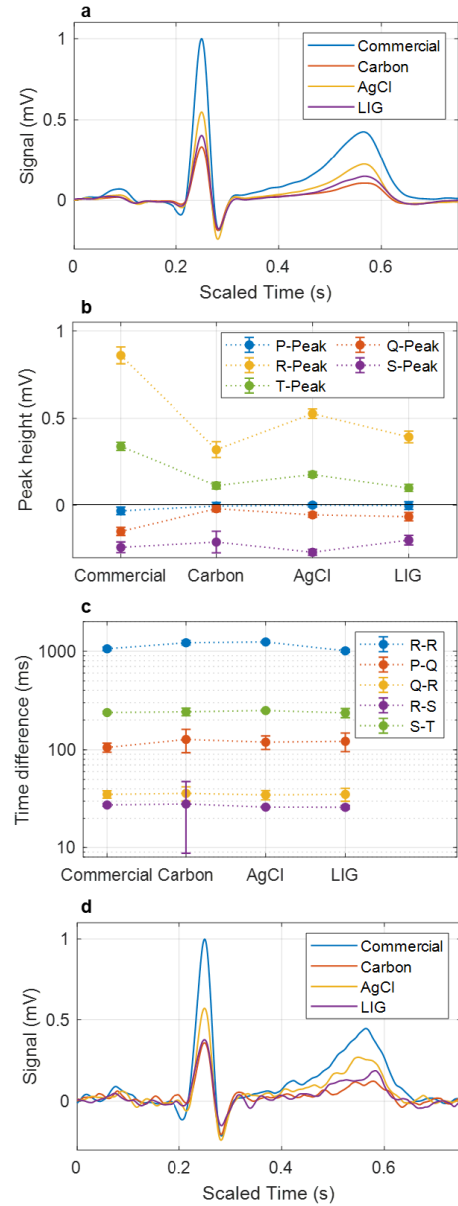 a
1
0.5
0
Signal (mV)
Commercial
Carbon
AgCl
LIG
0 0.2 0.4 0.6
Scaled Time (s)
b
1
0.5
0
Peak height (mV)
P-Peak Q-Peak
R-Peak S-Peak
T-Peak
Commercial Carbon AgCl LIG
c
1000
100
10
Time difference (ms)
R-R
P-Q
Q-R
R-S
S-T
Commercial Carbon AgCl LIG
d
1
0.5
0
Signal (mV)
Commercial
Carbon
AgCl
LIG
0 0.2 0.4 0.6
Scaled Time (s)